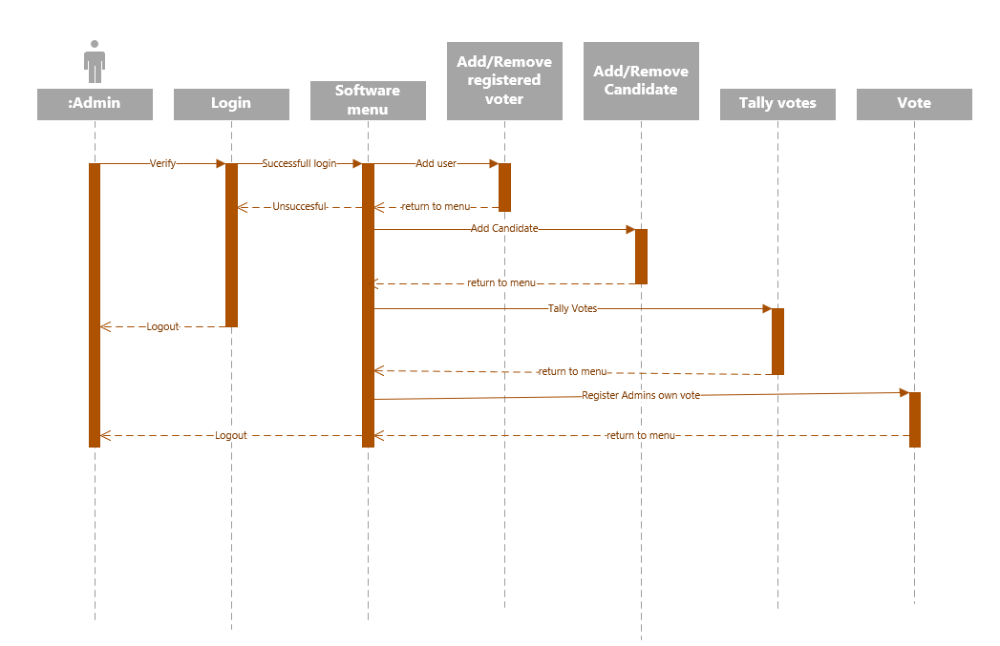 :Admin
Login
Software
menu
Add/Remove
registered
voter
Add/Remove
Candidate
Tally votes
Vote
Verify
Successfull login
Add user
Unsuccesful
return to menu
Add Candidate
return to menu
Tally Votes
Logout
return to menu
Register Admins own vote
Logout
return to menu